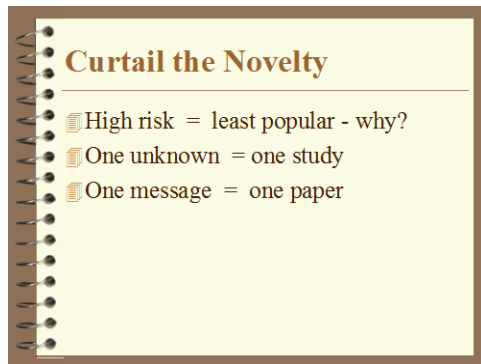 Curtail the Novelty
High risk = least popular - why?
One unknown = one study
One message = one paper